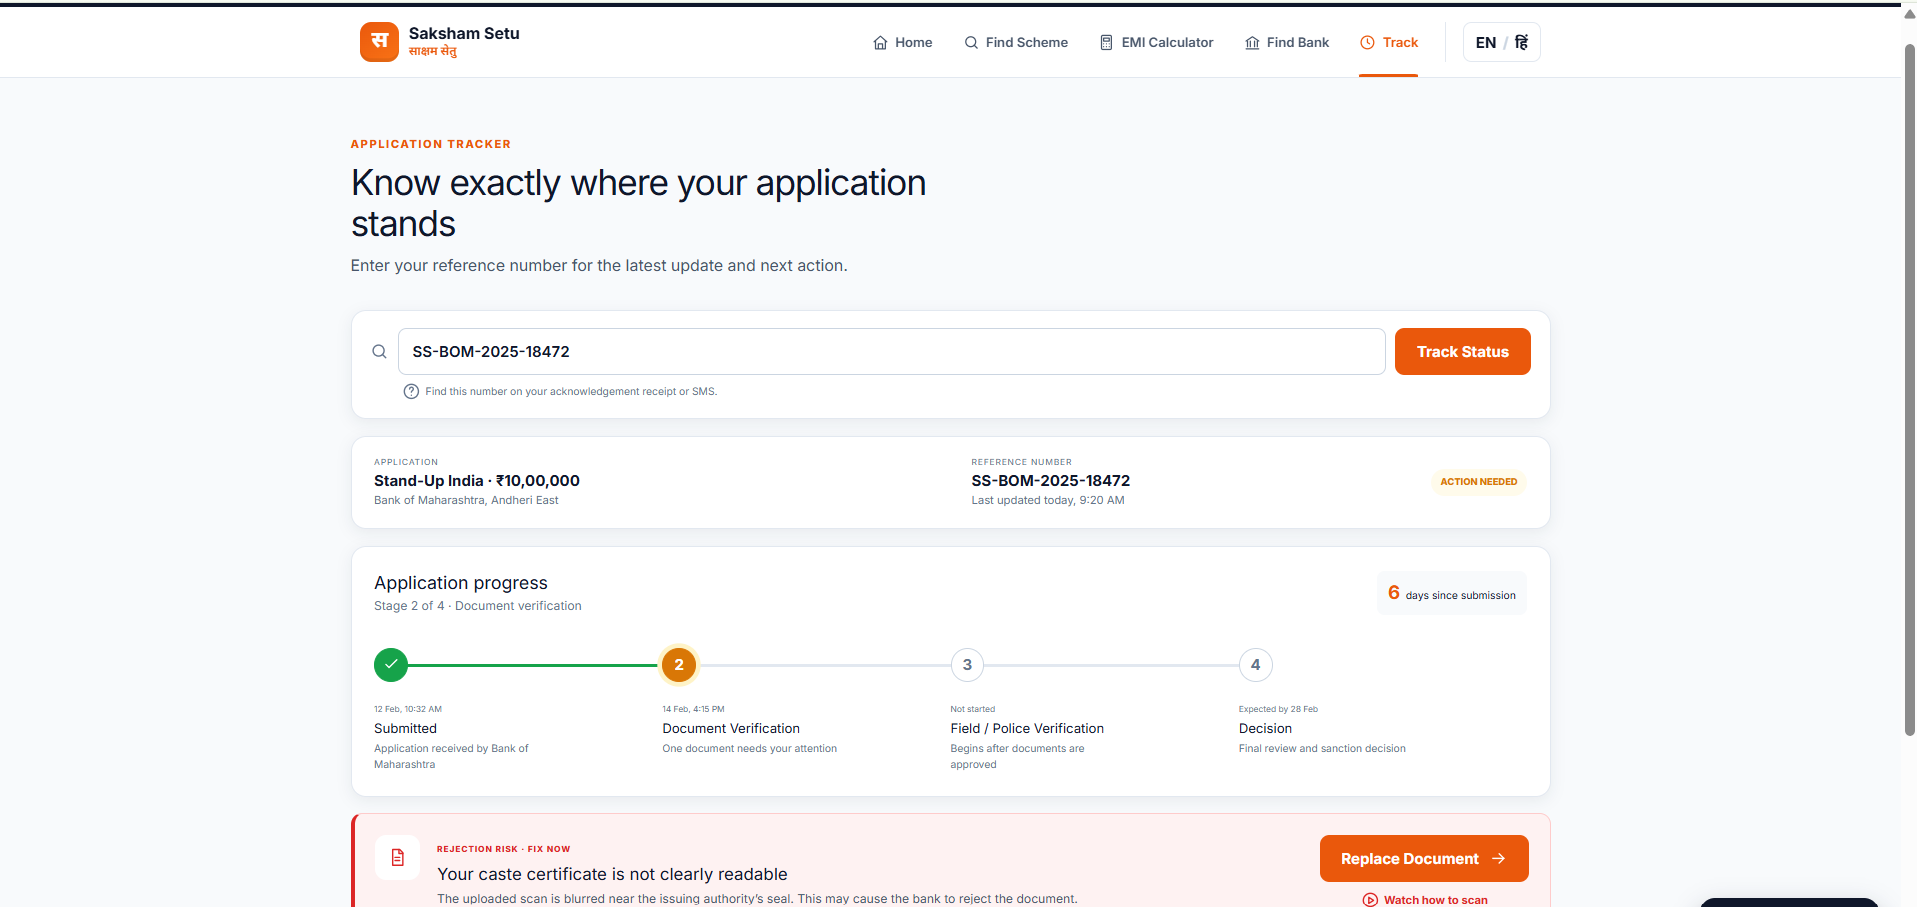 स
Saksham Setu
साक्षम सेतु
Home
Find Scheme
EMI Calculator
Find Bank
Track
EN / हिं
APPLICATION TRACKER
Know exactly where your application
stands
Enter your reference number for the latest update and next action.
SS-BOM-2025-18472
Track Status
? Find this number on your acknowledgement receipt or SMS.
APPLICATION
Stand-Up India · ₹10,00,000
Bank of Maharashtra, Andheri East
REFERENCE NUMBER
SS-BOM-2025-18472
Last updated today, 9:20 AM
ACTION NEEDED
Application progress
Stage 2 of 4 · Document verification
6 days since submission
12 Feb, 10:32 AM
Submitted
Application received by Bank of
Maharashtra
2
14 Feb, 4:15 PM
Document Verification
One document needs your attention
3
Not started
Field / Police Verification
Begins after documents are
approved
4
Expected by 28 Feb
Decision
Final review and sanction decision
REJECTION RISK · FIX NOW
Your caste certificate is not clearly readable
The uploaded scan is blurred near the issuing authority's seal. This may cause the bank to reject the document.
Replace Document →
Watch how to scan